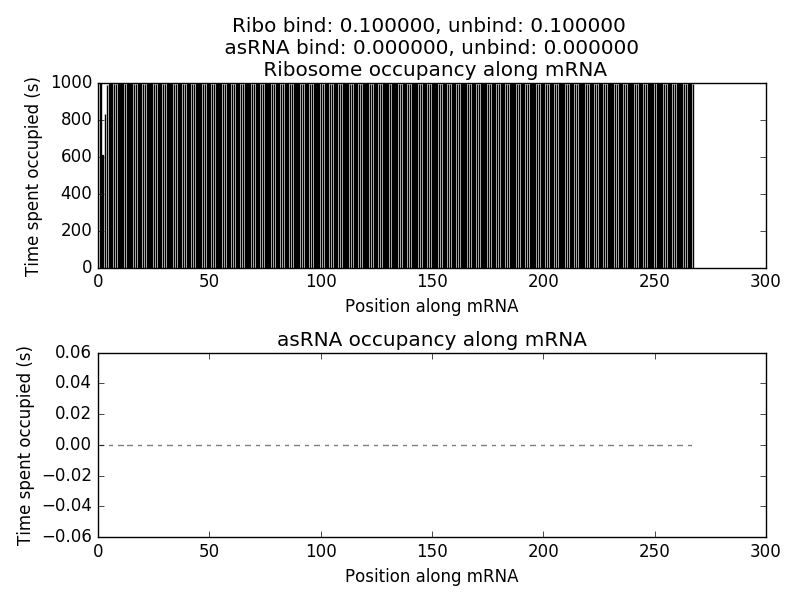 Ribo bind: 0.100000, unbind: 0.100000
asRNA bind: 0.000000, unbind: 0.000000
Ribosome occupancy along mRNA
Time spent occupied (s)
1000
800
600
400
200
0
0 50 100 150 200 250 300
Position along mRNA
asRNA occupancy along mRNA
Time spent occupied (s)
0.06
0.04
0.02
0.00
−0.02
−0.04
−0.06
0 50 100 150 200 250 300
Position along mRNA